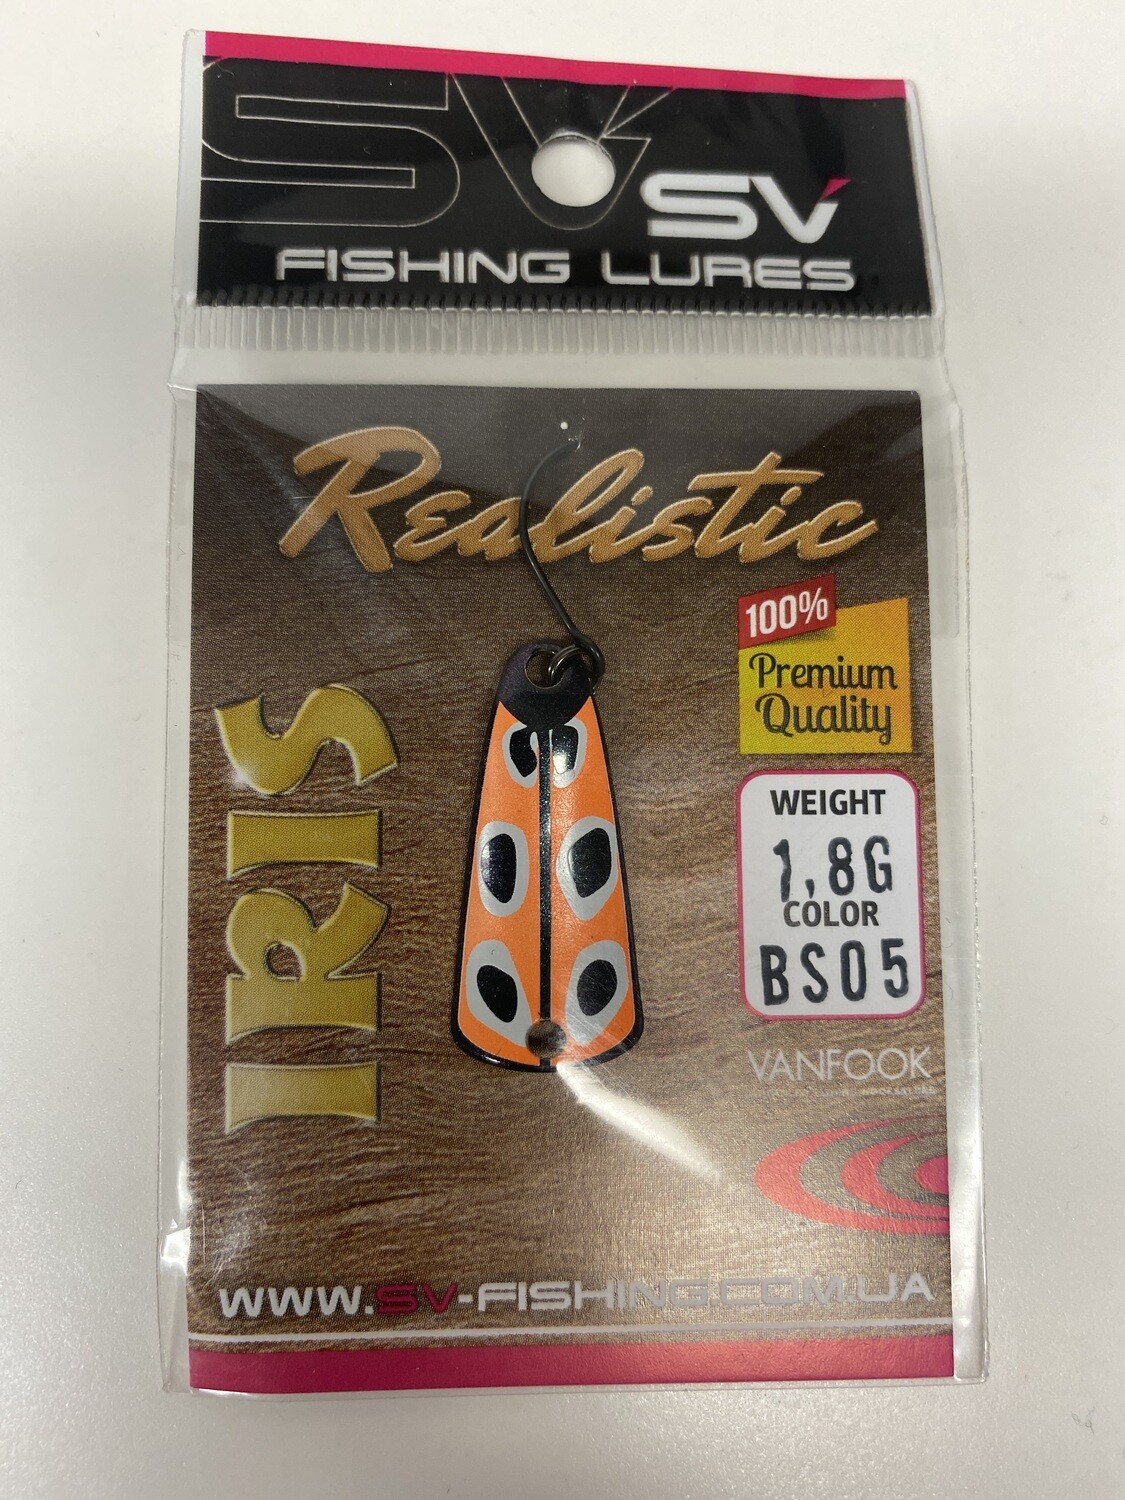 SV
SV
FISHING LURES
Realistic
IRIS
100%
Premium
Quality
WEIGHT
1,8G
COLOR
BS05
VANFOOK
WWW.SV-FISHING.COM.UA